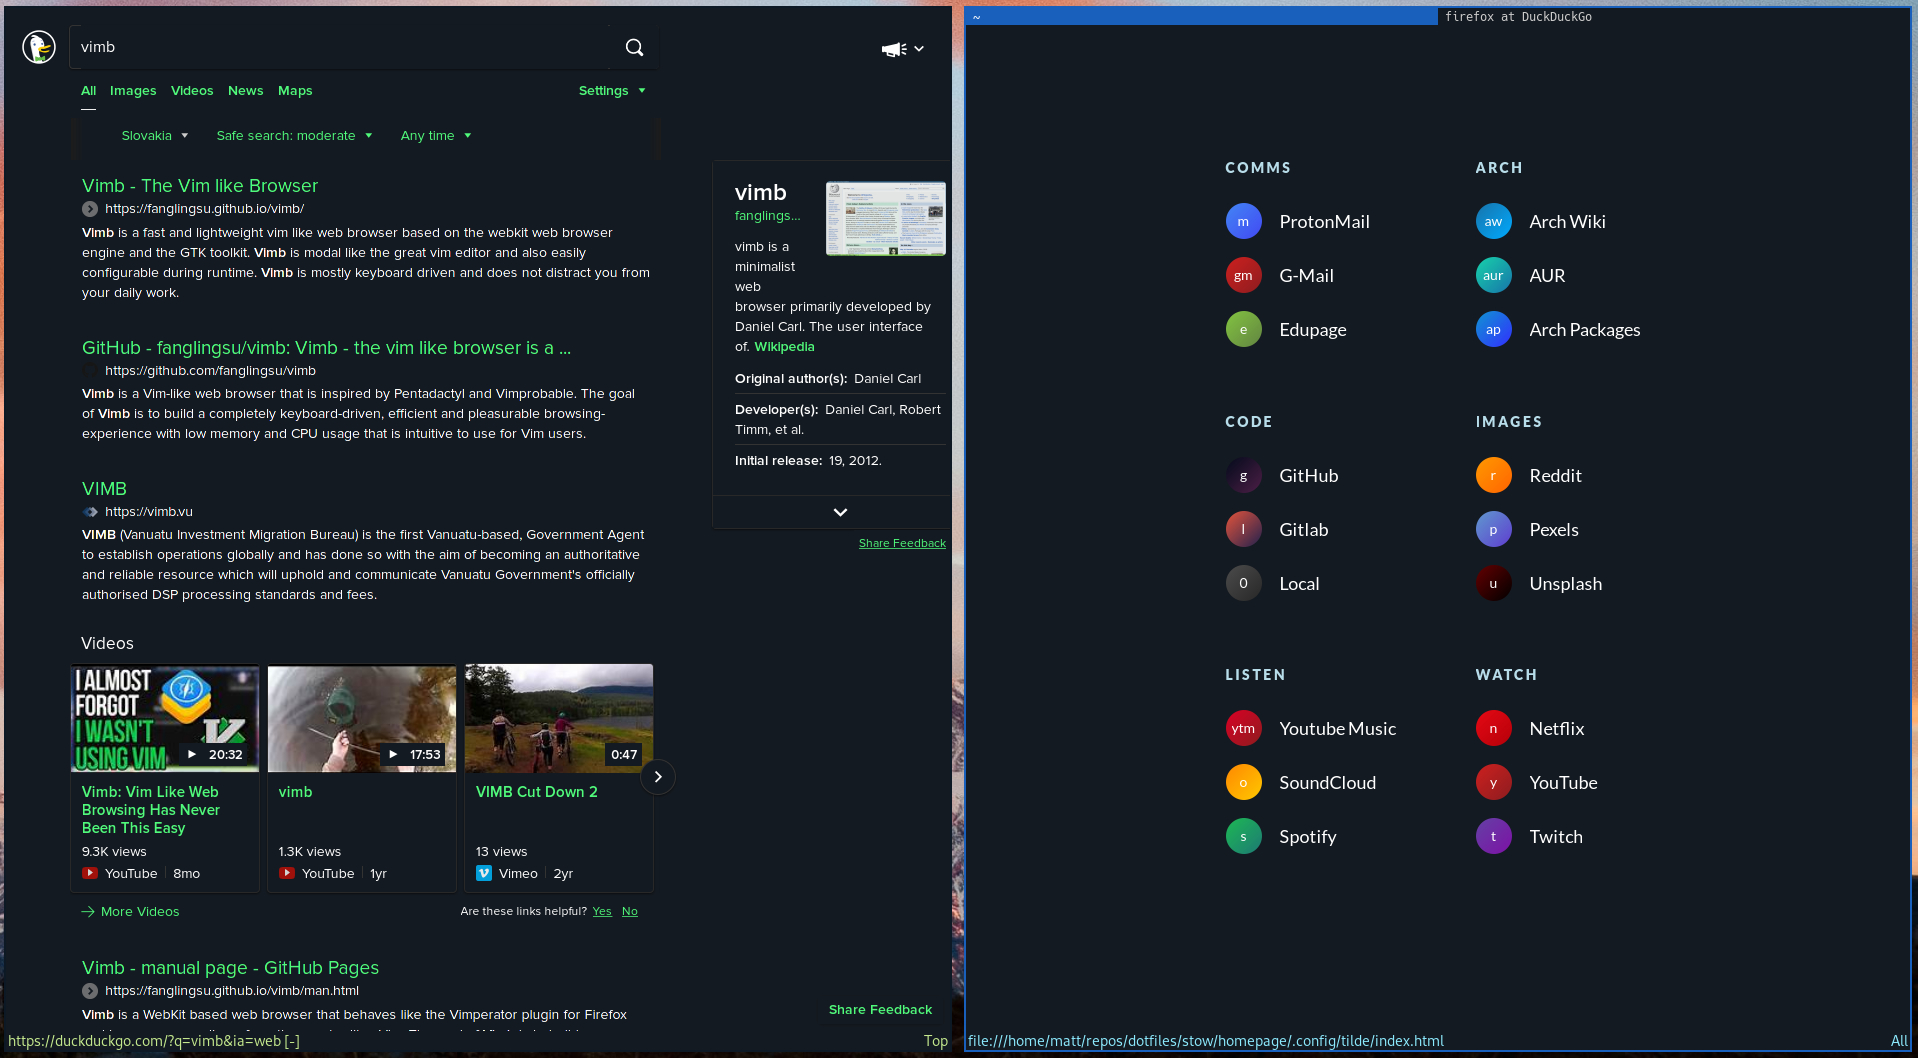 vimb
All Images Videos News Maps Settings
Slovakia Safe search: moderate Any time
Vimb - The Vim like Browser
https://fanglingsu.github.io/vimb/
Vimb is a fast and lightweight vim like web browser based on the webkit web browser
engine and the GTK toolkit. Vimb is modal like the great vim editor and also easily
configurable during runtime. Vimb is mostly keyboard driven and does not distract you from
your daily work.
GitHub - fanglingsu/vimb: Vimb - the vim like browser is a ...
https://github.com/fanglingsu/vimb
Vimb is a Vim-like web browser that is inspired by Pentadactyl and Vimprobable. The goal
of Vimb is to build a completely keyboard-driven, efficient and pleasurable browsing-
experience with low memory and CPU usage that is intuitive to use for Vim users.
VIMB
https://vimb.vu
VIMB (Vanuatu Investment Migration Bureau) is the first Vanuatu-based, Government Agent
to establish operations globally and has done so with the aim of becoming an authoritative
and reliable resource which will uphold and communicate Vanuatu Government's officially
authorised DSP processing standards and fees.
Videos
I ALMOST
FORGOT
I WASN'T
USING VIM
20:32
17:53
0:47
Vimb: Vim Like Web
Browsing Has Never
Been This Easy
9.3K views
YouTube 8mo
vimb
1.3K views
YouTube 1yr
VIMB Cut Down 2
13 views
Vimeo 2yr
More Videos
Are these links helpful? Yes No
Vimb - manual page - GitHub Pages
https://fanglingsu.github.io/vimb/man.html
Vimb is a WebKit based web browser that behaves like the Vimperator plugin for Firefox
vimb
fanglings...
vimb is a
minimalist
web
browser primarily developed by
Daniel Carl. The user interface
of. Wikipedia
Original author(s): Daniel Carl
Developer(s): Daniel Carl, Robert
Timm, et al.
Initial release: 19, 2012.
Share Feedback
Share Feedback
https://duckduckgo.com/?q=vimb&ia=web [-]
Top
~
firefox at DuckDuckGo
COMMS
m ProtonMail
gm G-Mail
e Edupage
ARCH
aw Arch Wiki
aur AUR
ap Arch Packages
CODE
g GitHub
l Gitlab
0 Local
IMAGES
r Reddit
p Pexels
u Unsplash
LISTEN
ytm Youtube Music
o SoundCloud
s Spotify
WATCH
n Netflix
y YouTube
t Twitch
file:///home/matt/repos/dotfiles/stow/homepage/.config/tilde/index.html
All